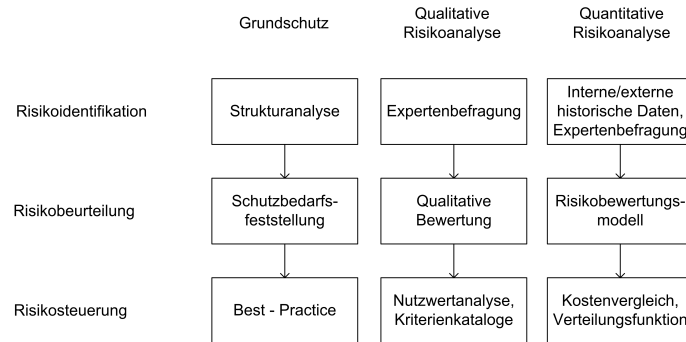 Grundschutz
Qualitative
Risikoanalyse
Quantitative
Risikoanalyse
Risikoidentifikation
Strukturanalyse
Expertenbefragung
Interne/externe
historische Daten,
Expertenbefragung
Risikobeurteilung
Schutzbedarfs-
feststellung
Qualitative
Bewertung
Risikobewertungs-
modell
Risikosteuerung
Best - Practice
Nutzwertanalyse,
Kriterienkataloge
Kostenvergleich,
Verteilungsfunktion